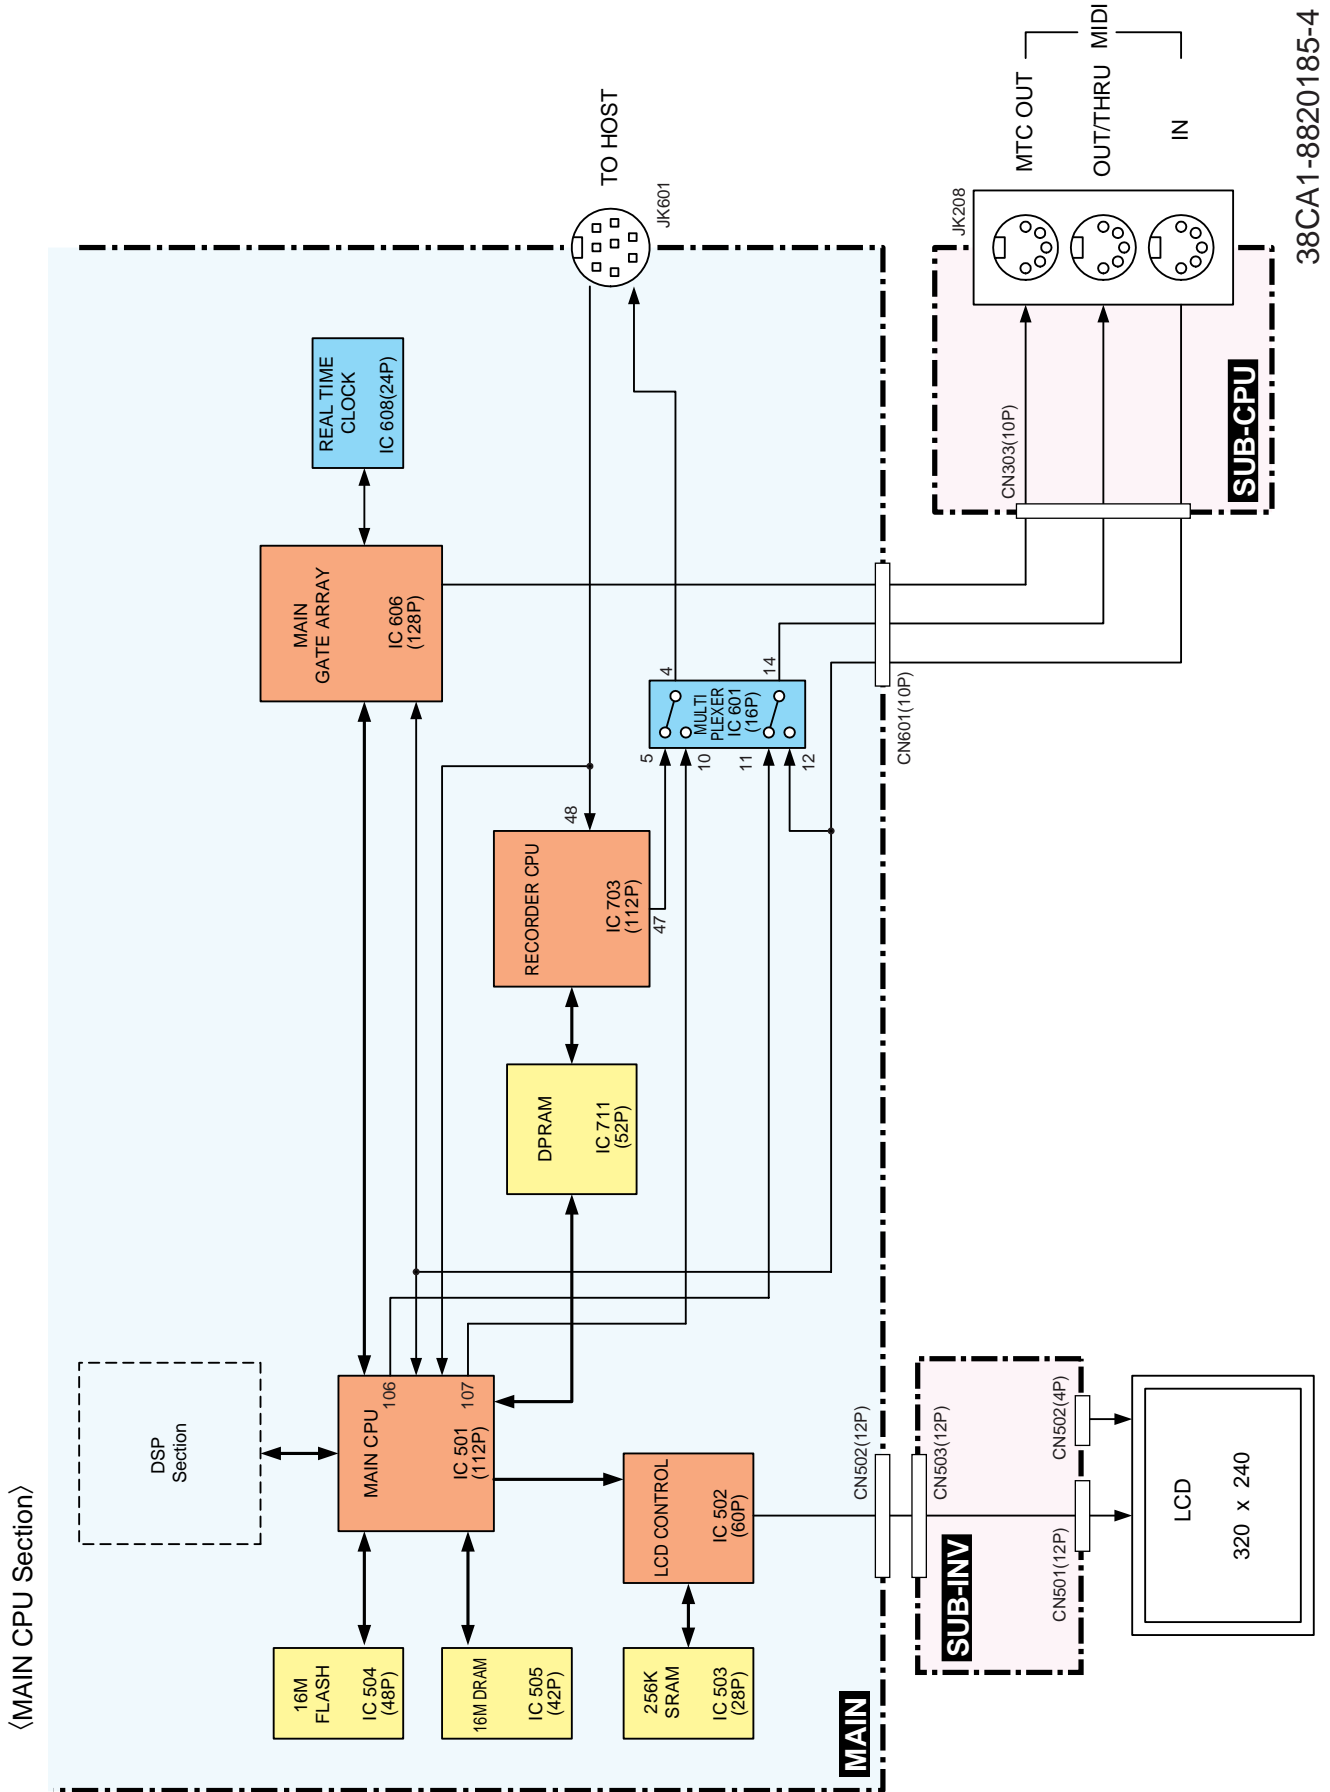 〈MAIN CPU Section〉
DSP
Section
16M
FLASH
IC 504
(48P)
16M DRAM
IC 505
(42P)
256K
SRAM
IC 503
(28P)
MAIN CPU
IC 501
(112P)
106
107
LCD CONTROL
IC 502
(60P)
DPRAM
IC 711
(52P)
RECORDER CPU
IC 703
(112P)
48
47
MAIN
GATE ARRAY
IC 606
(128P)
REAL TIME
CLOCK
IC 608(24P)
MULTI
PLEXER
IC 601
(16P)
5
10
11
12
4
14
TO HOST
JK601
MAIN
CN502(12P)
CN503(12P)
SUB-INV
CN501(12P)
CN502(4P)
LCD
320 x 240
CN601(10P)
CN303(10P)
SUB-CPU
JK208
MTC OUT
OUT/THRU
IN
MIDI
38CA1-8820185-4